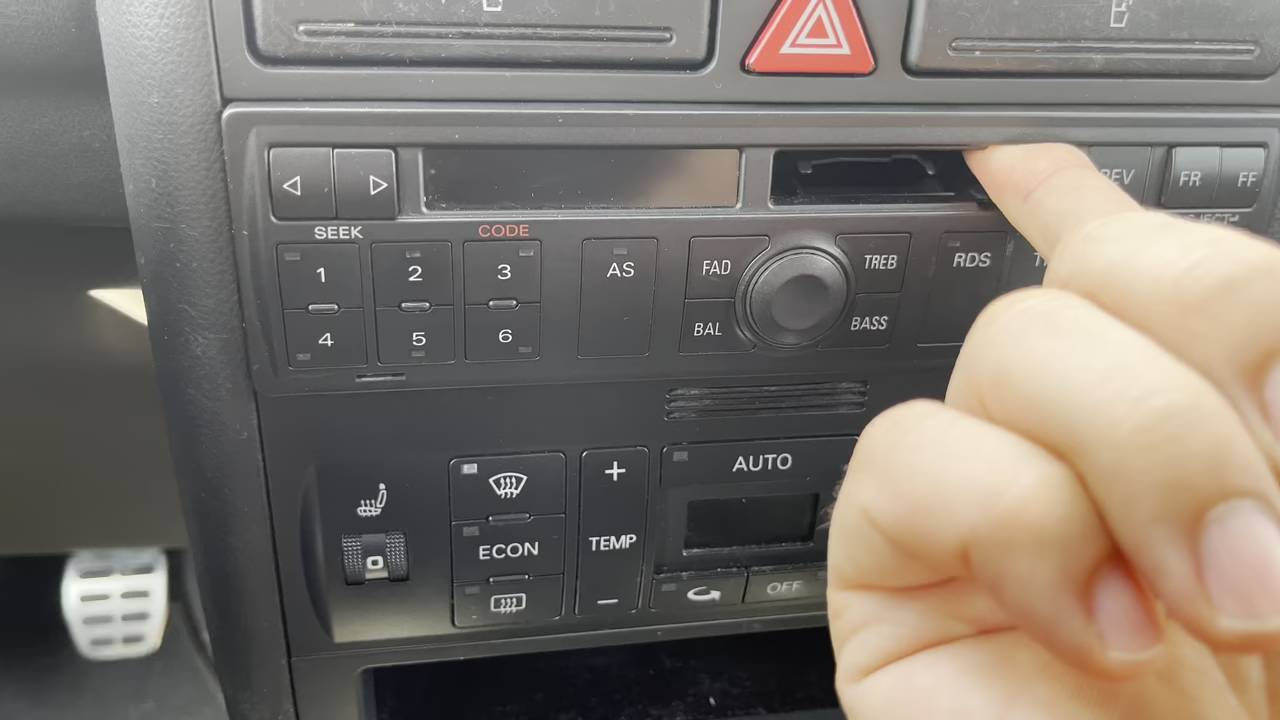 FR FF
SEEK CODE
1 2 3 AS FAD TREB RDS
4 5 6 BAL BASS
AUTO
ECON TEMP
OFF